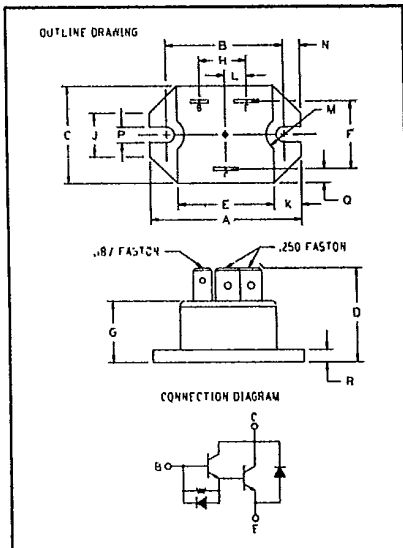 OUTLINE DRAWING
B
N
H
L
M
C
J
P
F
E
K
Q
A
.187 FASTON
.250 FASTON
G
D
R
CONNECTION DIAGRAM
C
B
E